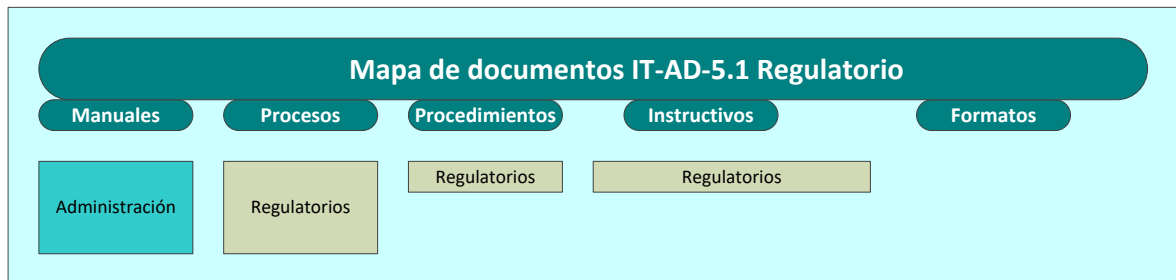 Mapa de documentos IT-AD-5.1 Regulatorio
Manuales
Procesos
Procedimientos
Instructivos
Formatos
Administración
Regulatorios
Regulatorios
Regulatorios